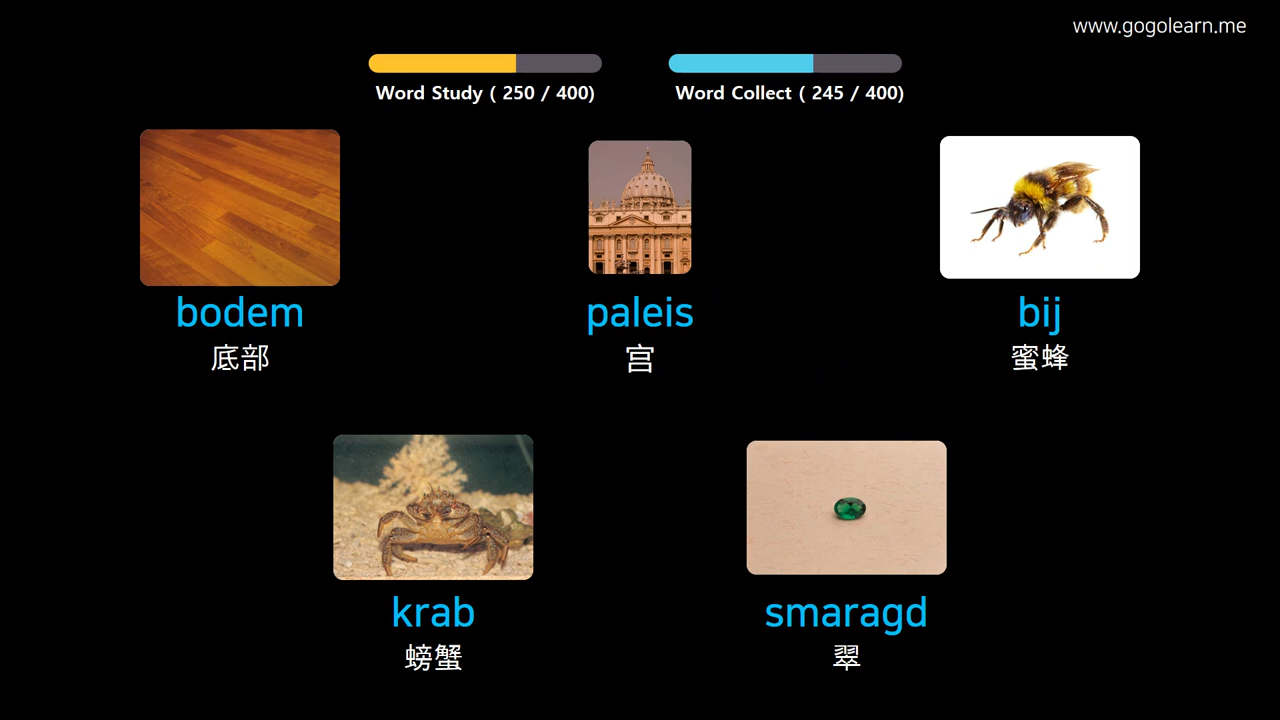 www.gogolearn.me
Word Study ( 250 / 400)
Word Collect ( 245 / 400)
bodem
底部
paleis
宫
bij
蜜蜂
krab
螃蟹
smaragd
翠